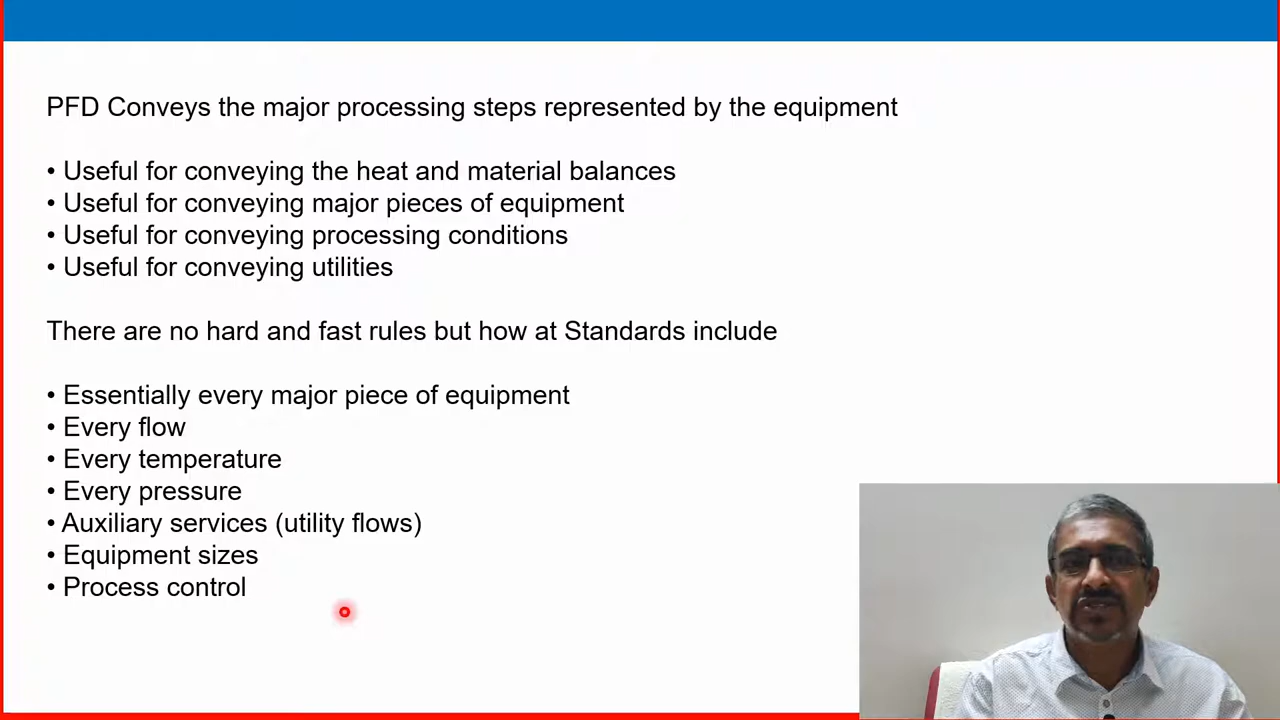 PFD Conveys the major processing steps represented by the equipment
• Useful for conveying the heat and material balances
• Useful for conveying major pieces of equipment
• Useful for conveying processing conditions
• Useful for conveying utilities
There are no hard and fast rules but how at Standards include
• Essentially every major piece of equipment
• Every flow
• Every temperature
• Every pressure
• Auxiliary services (utility flows)
• Equipment sizes
• Process control